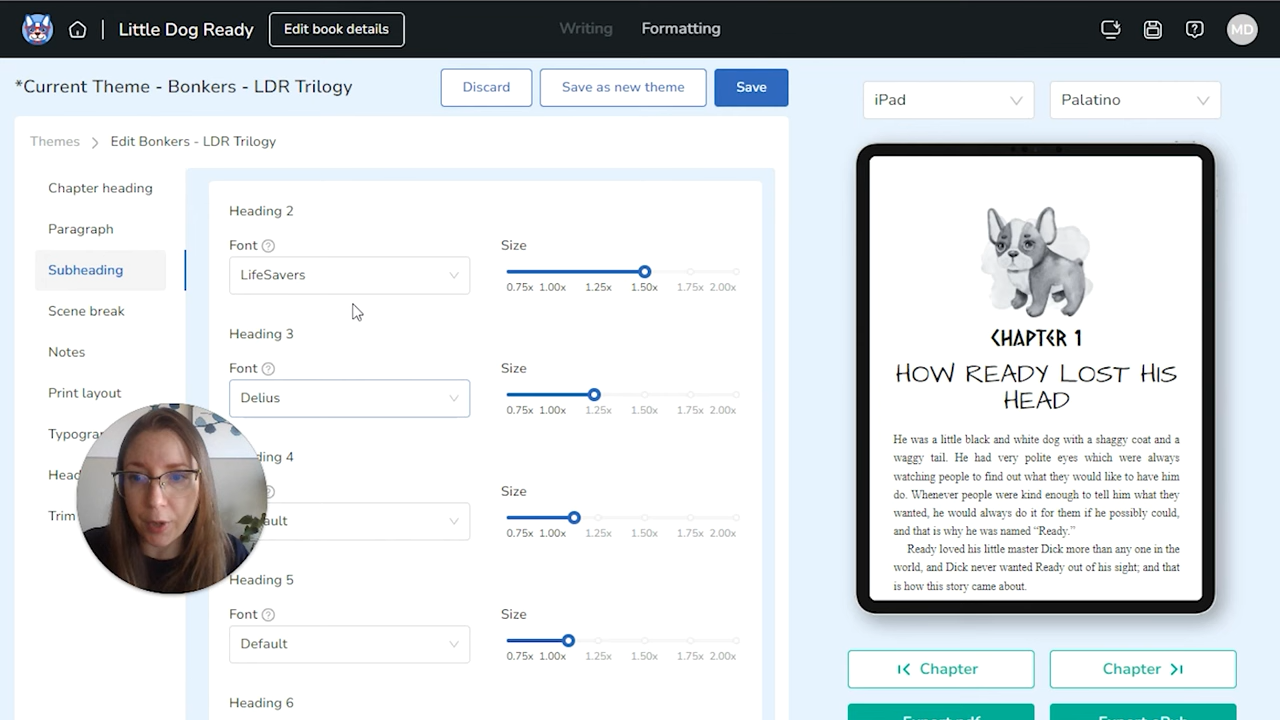 Little Dog Ready
Edit book details
Writing
Formatting
MD
*Current Theme - Bonkers - LDR Trilogy
Discard
Save as new theme
Save
iPad
Palatino
Themes
Edit Bonkers - LDR Trilogy
Chapter heading
Paragraph
Subheading
Scene break
Notes
Print layout
Heading 2
Font
Size
LifeSavers
0.75x 1.00x 1.25x 1.50x 1.75x 2.00x
Heading 3
Font
Size
Delius
0.75x 1.00x 1.25x 1.50x 1.75x 2.00x
Size
0.75x 1.00x 1.25x 1.50x 1.75x 2.00x
Heading 5
Font
Size
Default
0.75x 1.00x 1.25x 1.50x 1.75x 2.00x
Heading 6
CHAPTER 1
HOW READY LOST HIS
HEAD
He was a little black and white dog with a shaggy coat and a
waggy tail. He had very polite eyes which were always
watching people to find out what they would like to have him
do. Whenever people were kind enough to tell him what they
wanted, he would always do it for them if he possibly could,
and that is why he was named “Ready.”
Ready loved his little master Dick more than any one in the
world, and Dick never wanted Ready out of his sight; and that
is how this story came about.
Chapter
Chapter